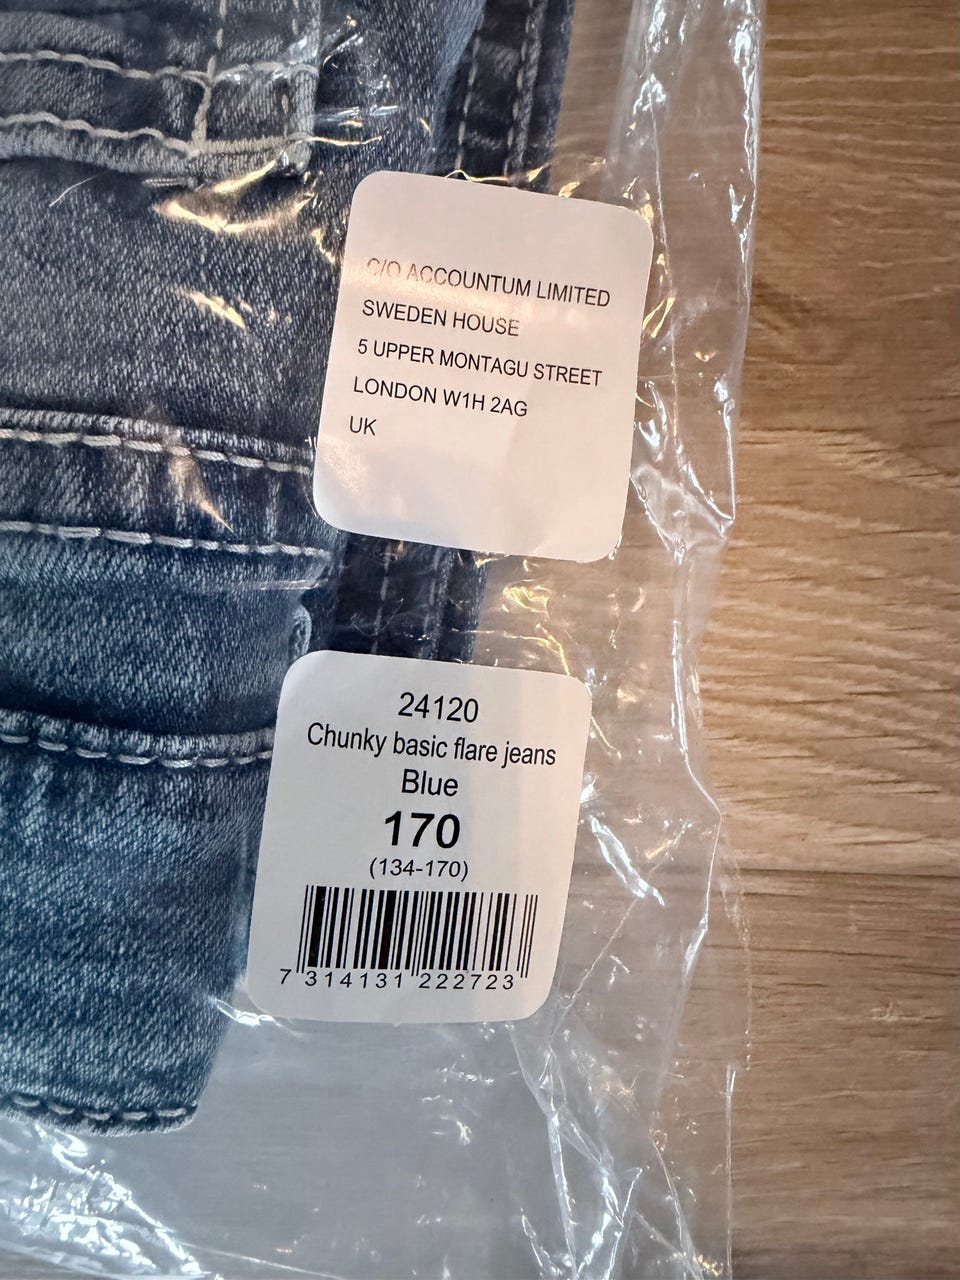 C/O ACCOUNTUM LIMITED
SWEDEN HOUSE
5 UPPER MONTAGU STREET
LONDON W1H 2AG
UK
24120
Chunky basic flare jeans
Blue
170
(134-170)
7 314131 222723